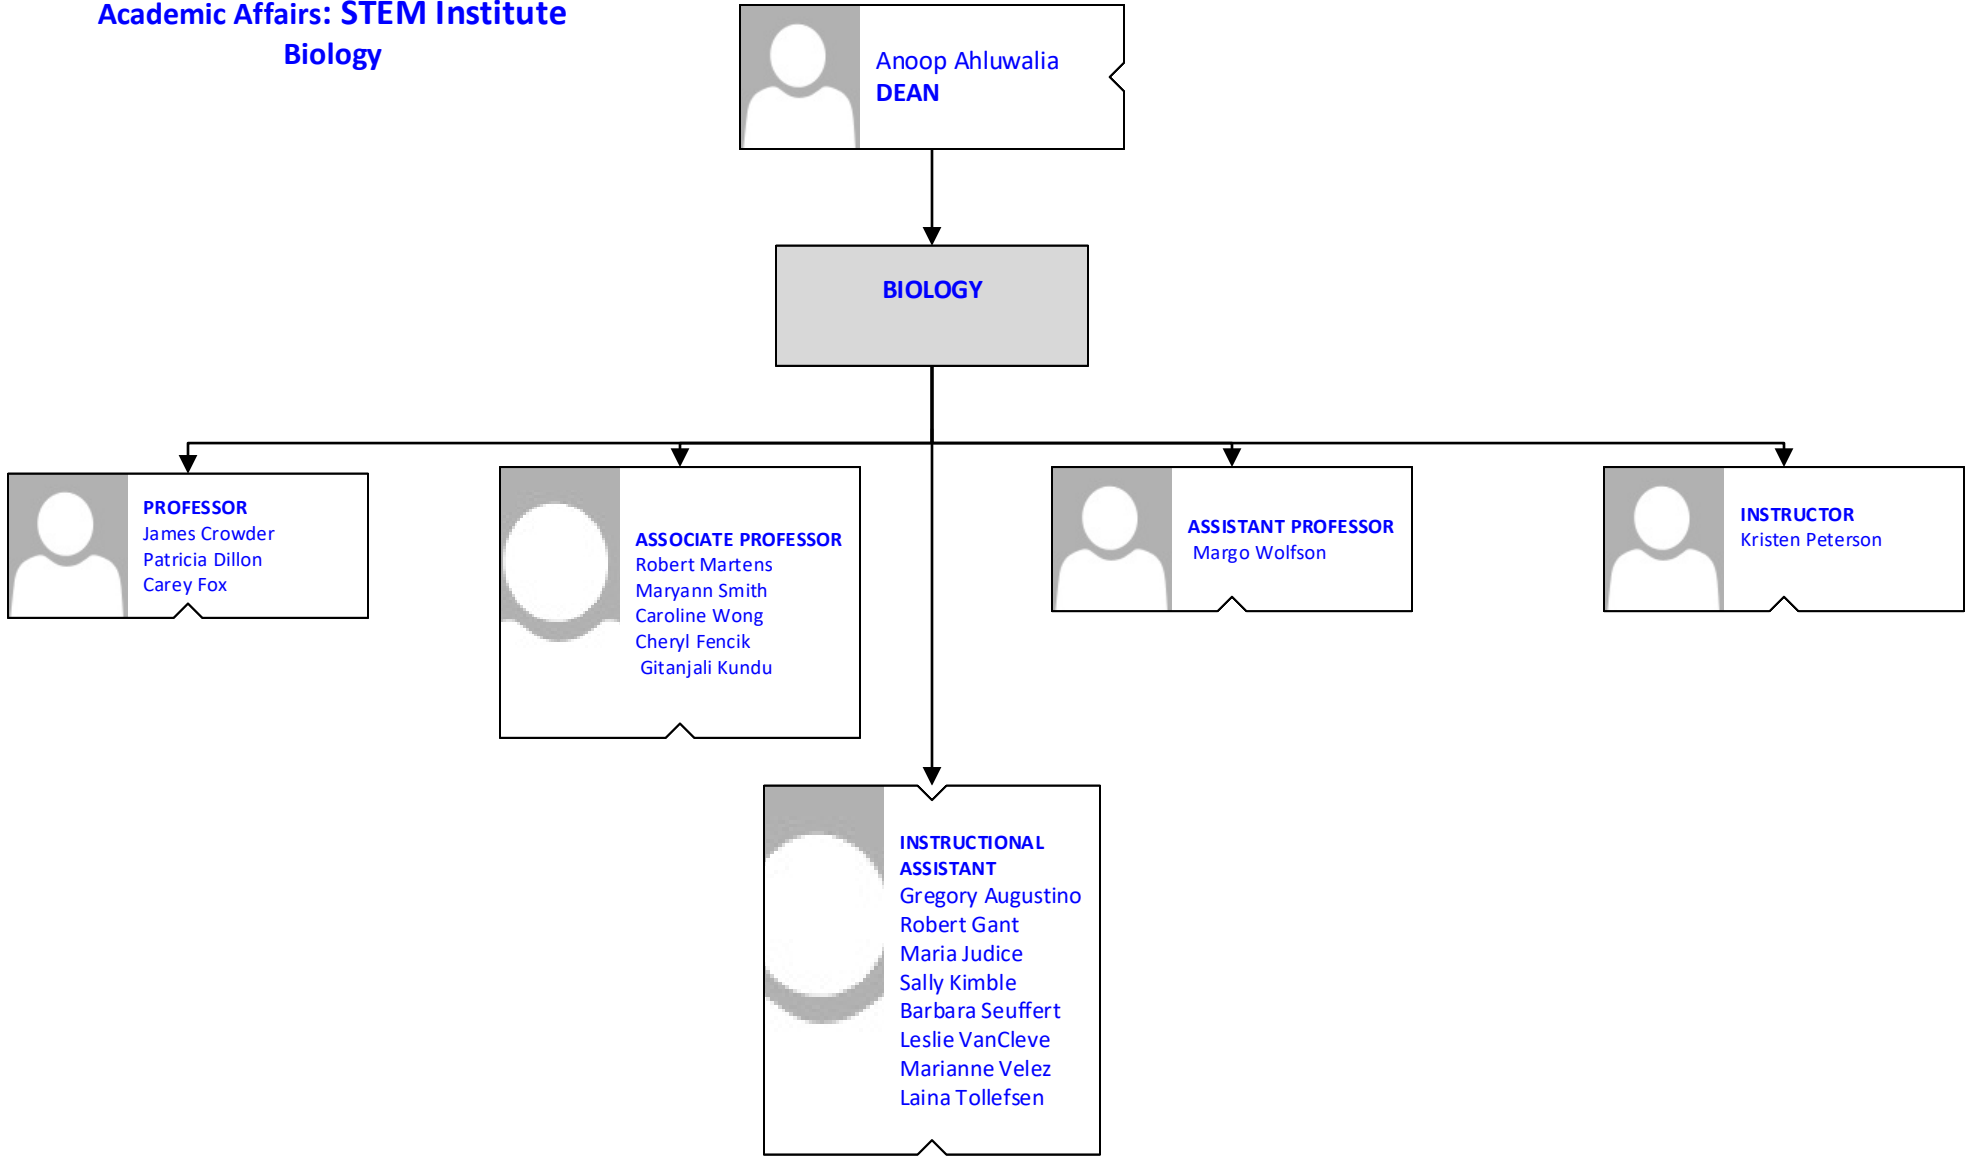 Academic Affairs: STEM Institute
Biology
Anoop Ahluwalia
DEAN
BIOLOGY
PROFESSOR
James Crowder
Patricia Dillon
Carey Fox
ASSOCIATE PROFESSOR
Robert Martens
Maryann Smith
Caroline Wong
Cheryl Fencik
Gitanjali Kundu
ASSISTANT PROFESSOR
Margo Wolfson
INSTRUCTOR
Kristen Peterson
INSTRUCTIONAL
ASSISTANT
Gregory Augustino
Robert Gant
Maria Judice
Sally Kimble
Barbara Seuffert
Leslie VanCleve
Marianne Velez
Laina Tollefsen